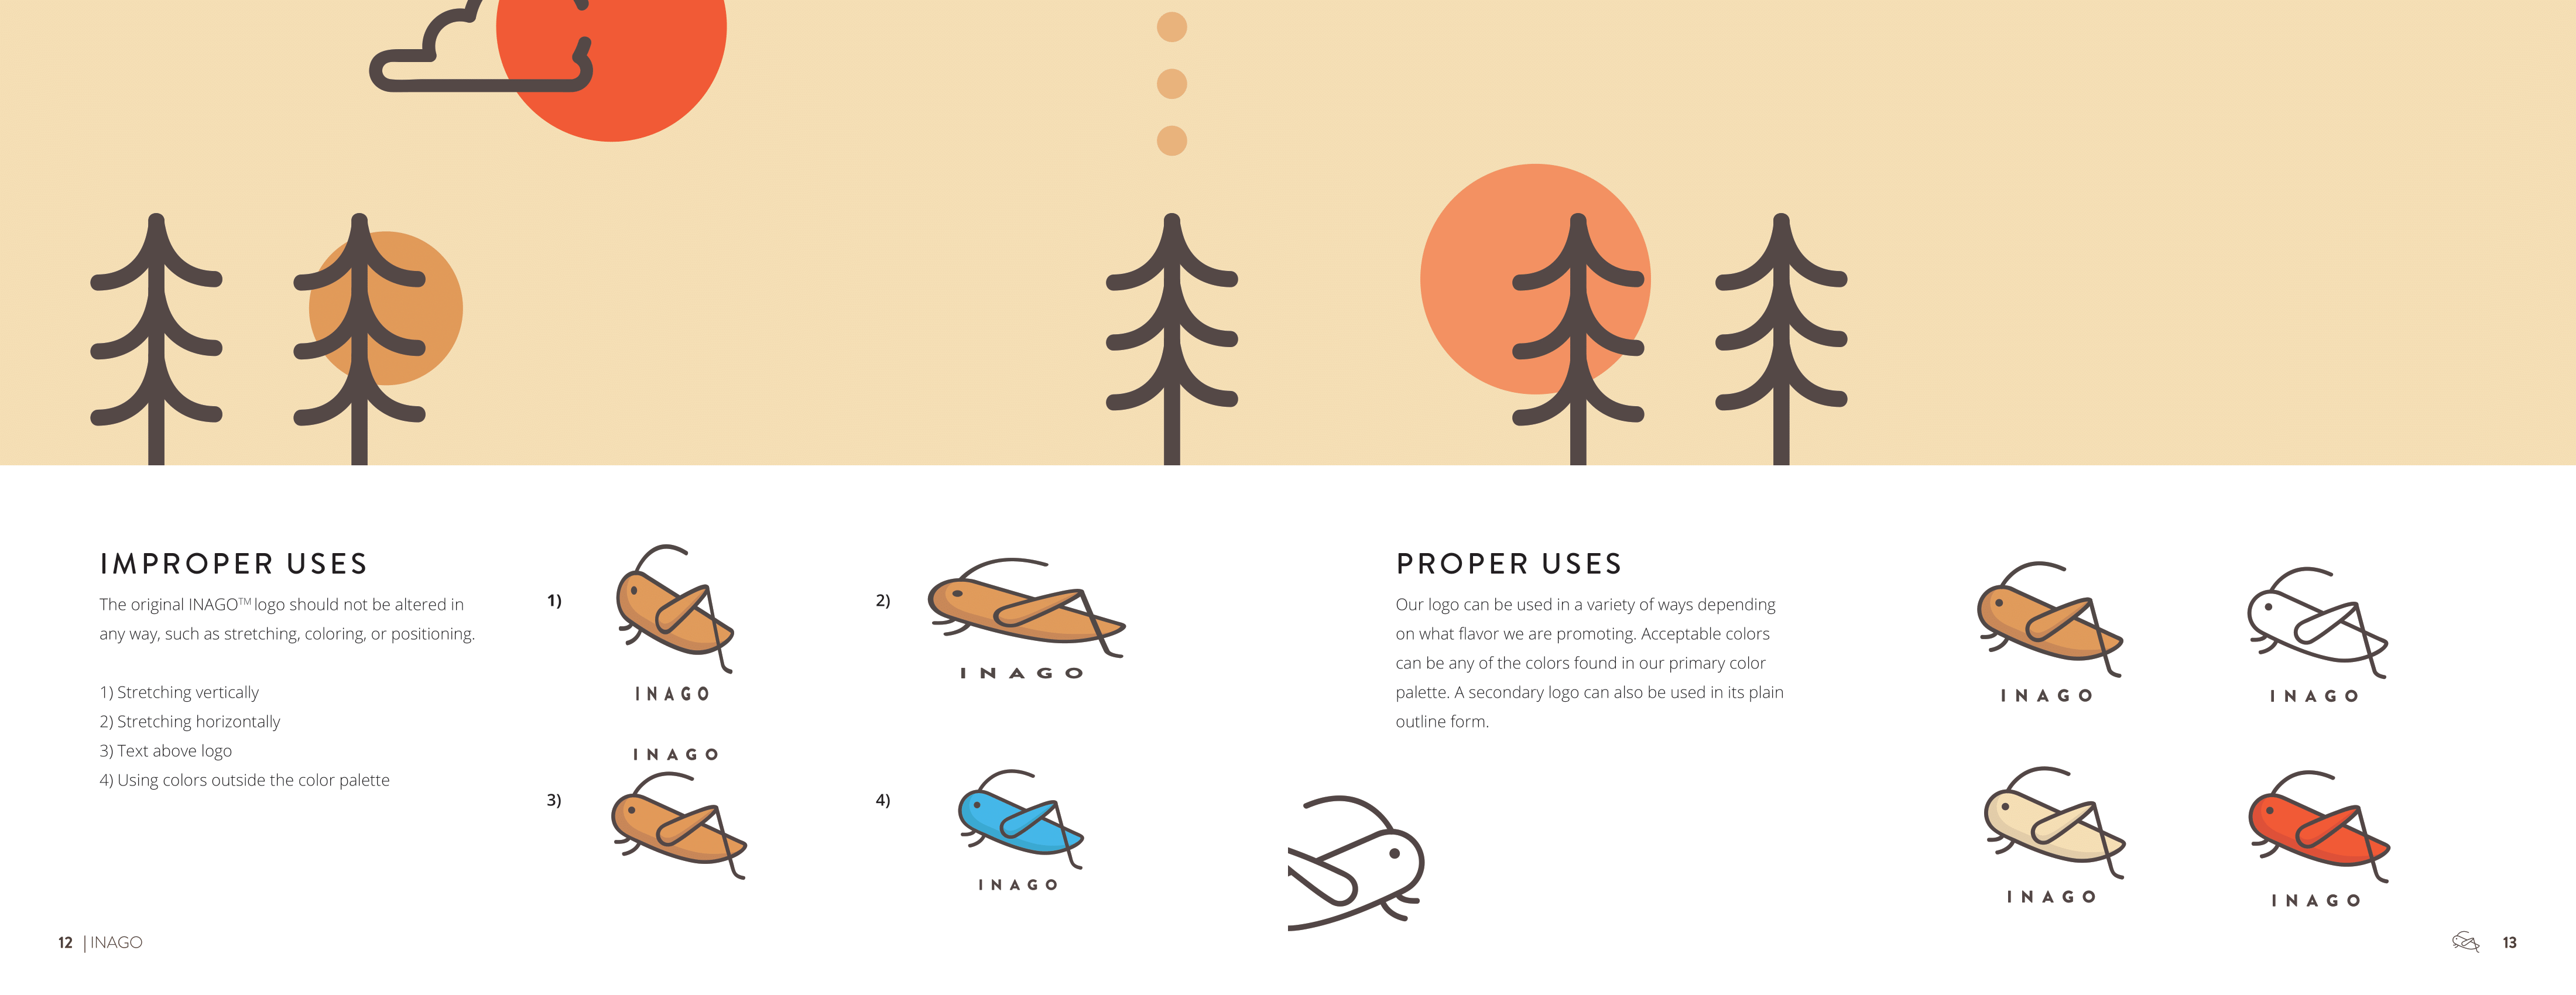 IMPROPER USES
The original INAGO™ logo should not be altered in
any way, such as stretching, coloring, or positioning.
1) Stretching vertically
2) Stretching horizontally
3) Text above logo
4) Using colors outside the color palette
1)
INAGO
2)
INAGO
INAGO
3)
4)
INAGO
12 | INAGO
PROPER USES
Our logo can be used in a variety of ways depending
on what flavor we are promoting. Acceptable colors
can be any of the colors found in our primary color
palette. A secondary logo can also be used in its plain
outline form.
INAGO
INAGO
INAGO
INAGO
13